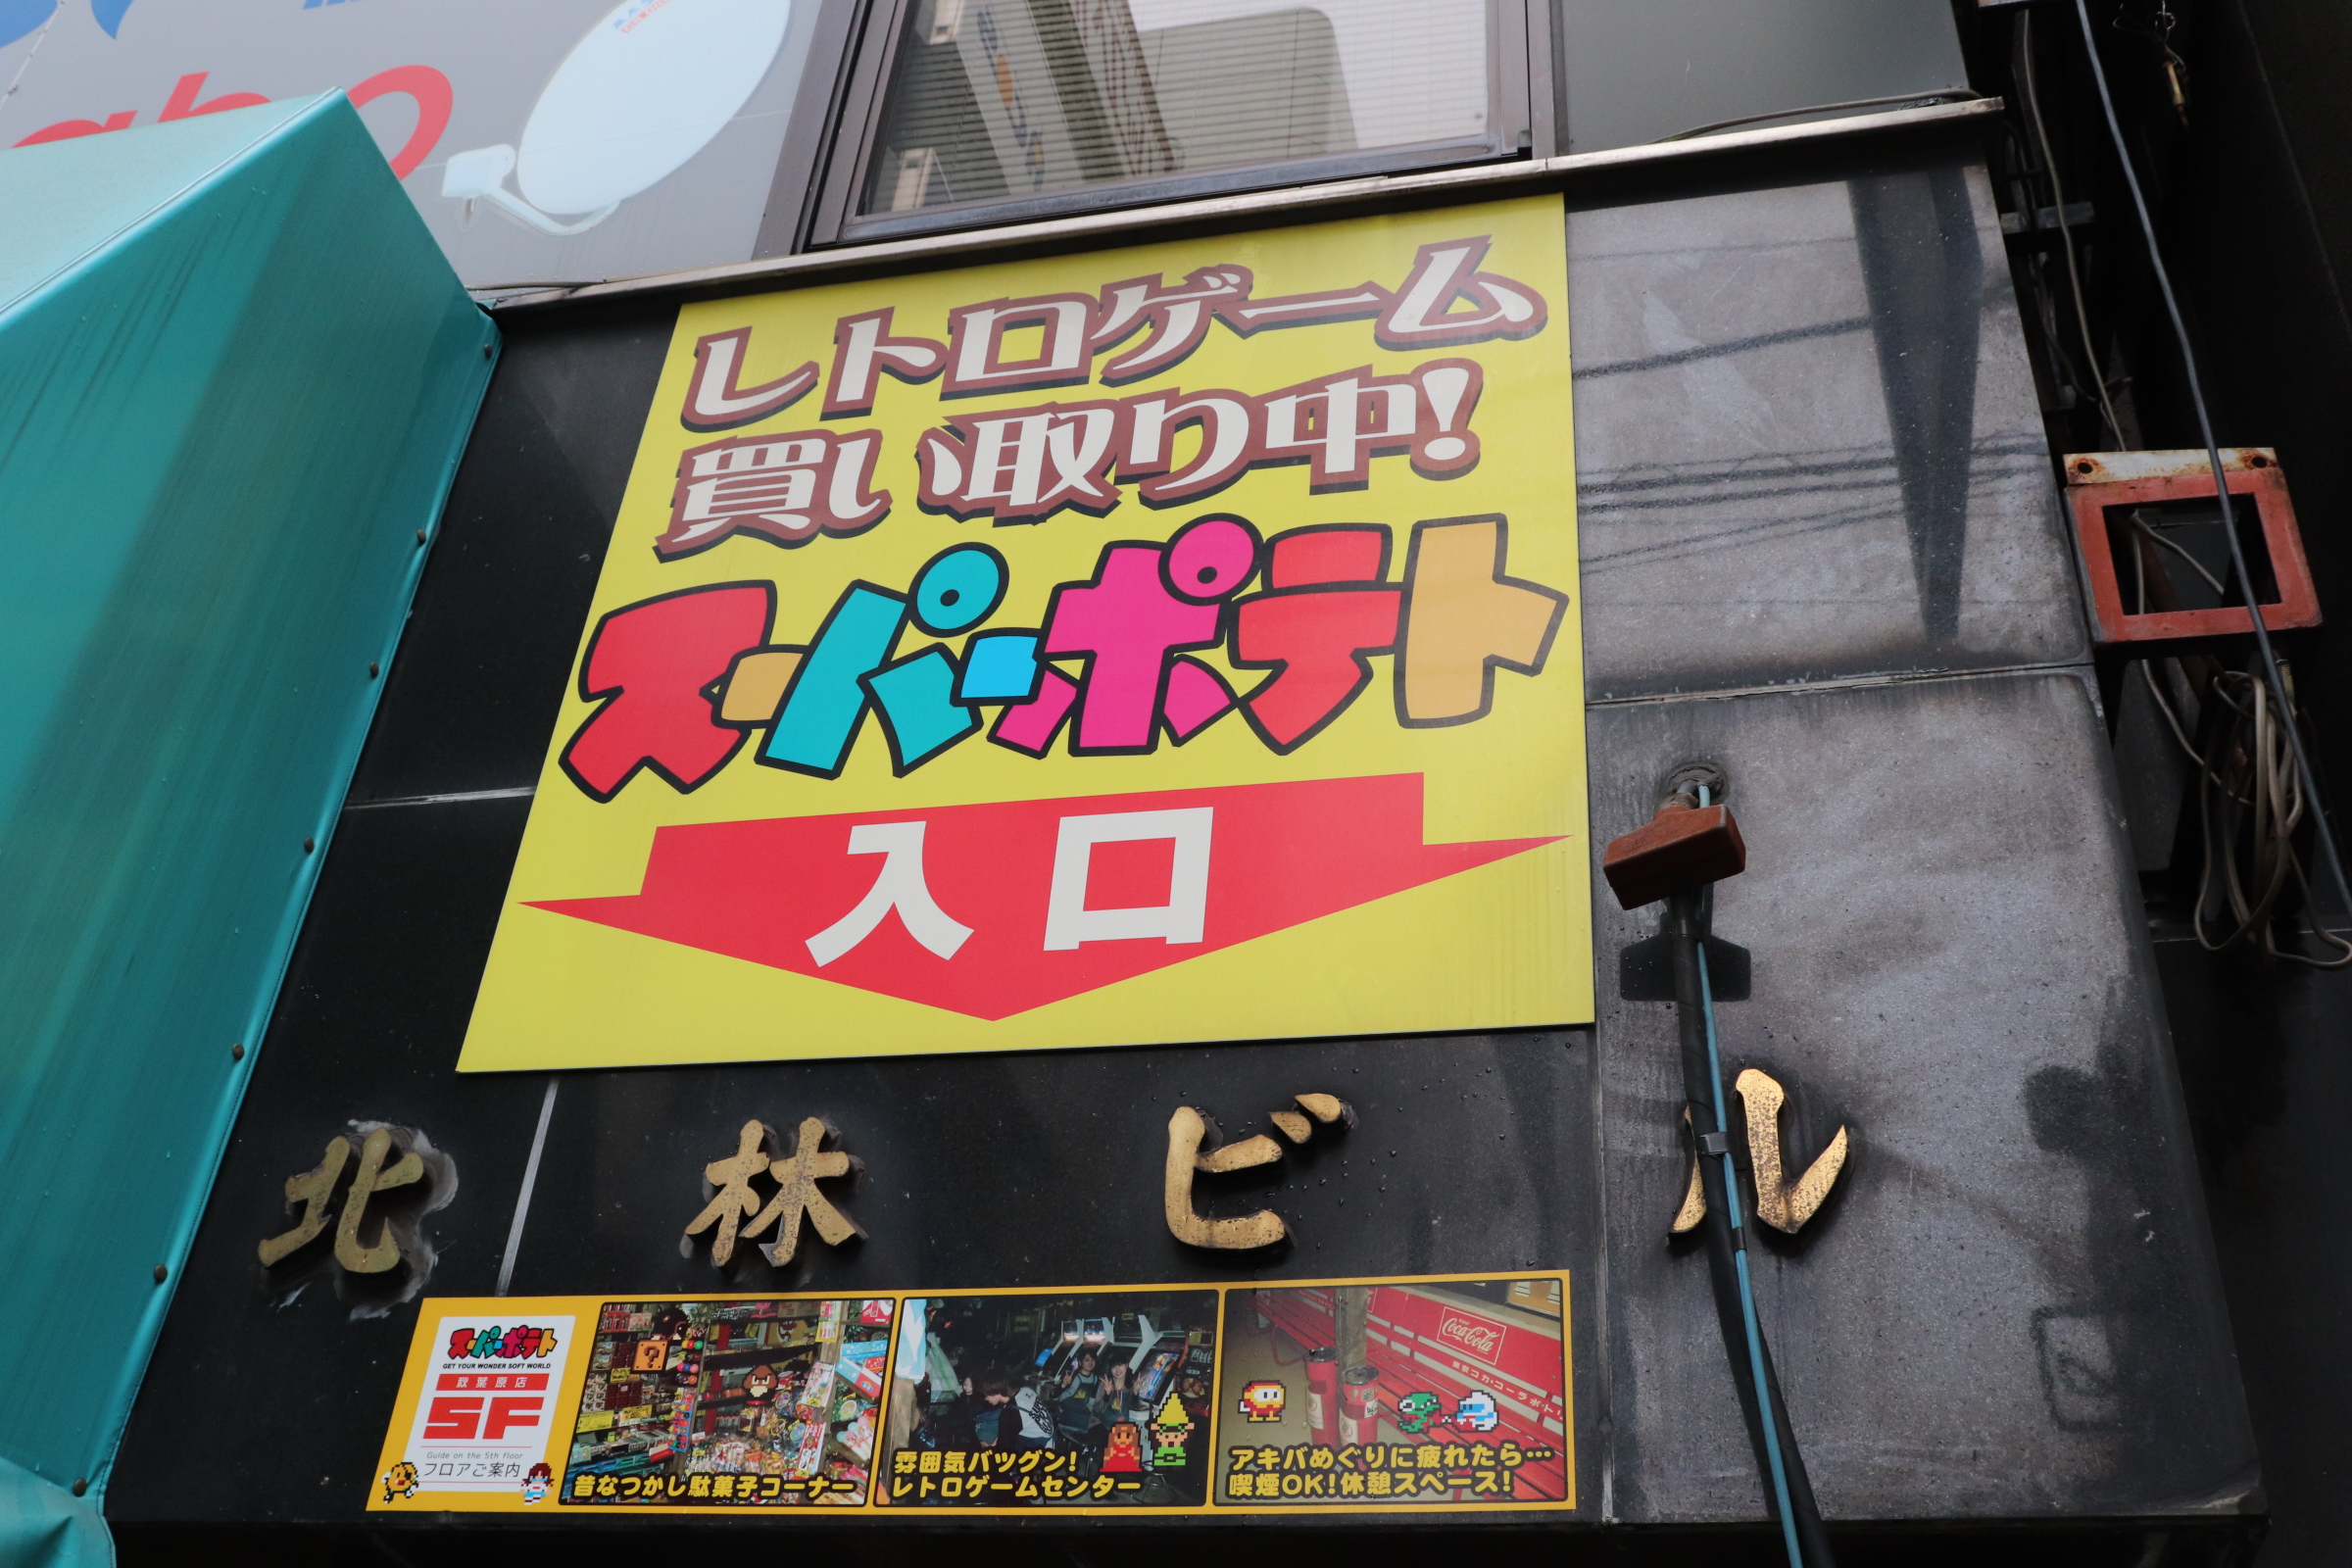 レトロゲーム
買い取り中!
スーパーポテト
入口
北林ビル
スーパーポテト
GET YOUR WONDER SOFT WORLD
秋葉原店
5F
Guide on the 5th floor
フロアご案内
昔なつかし駄菓子コーナー
雰囲気バツグン!
レトロゲームセンター
Coca-Cola
アキバめぐりに疲れたら…
喫煙OK!休憩スペース!